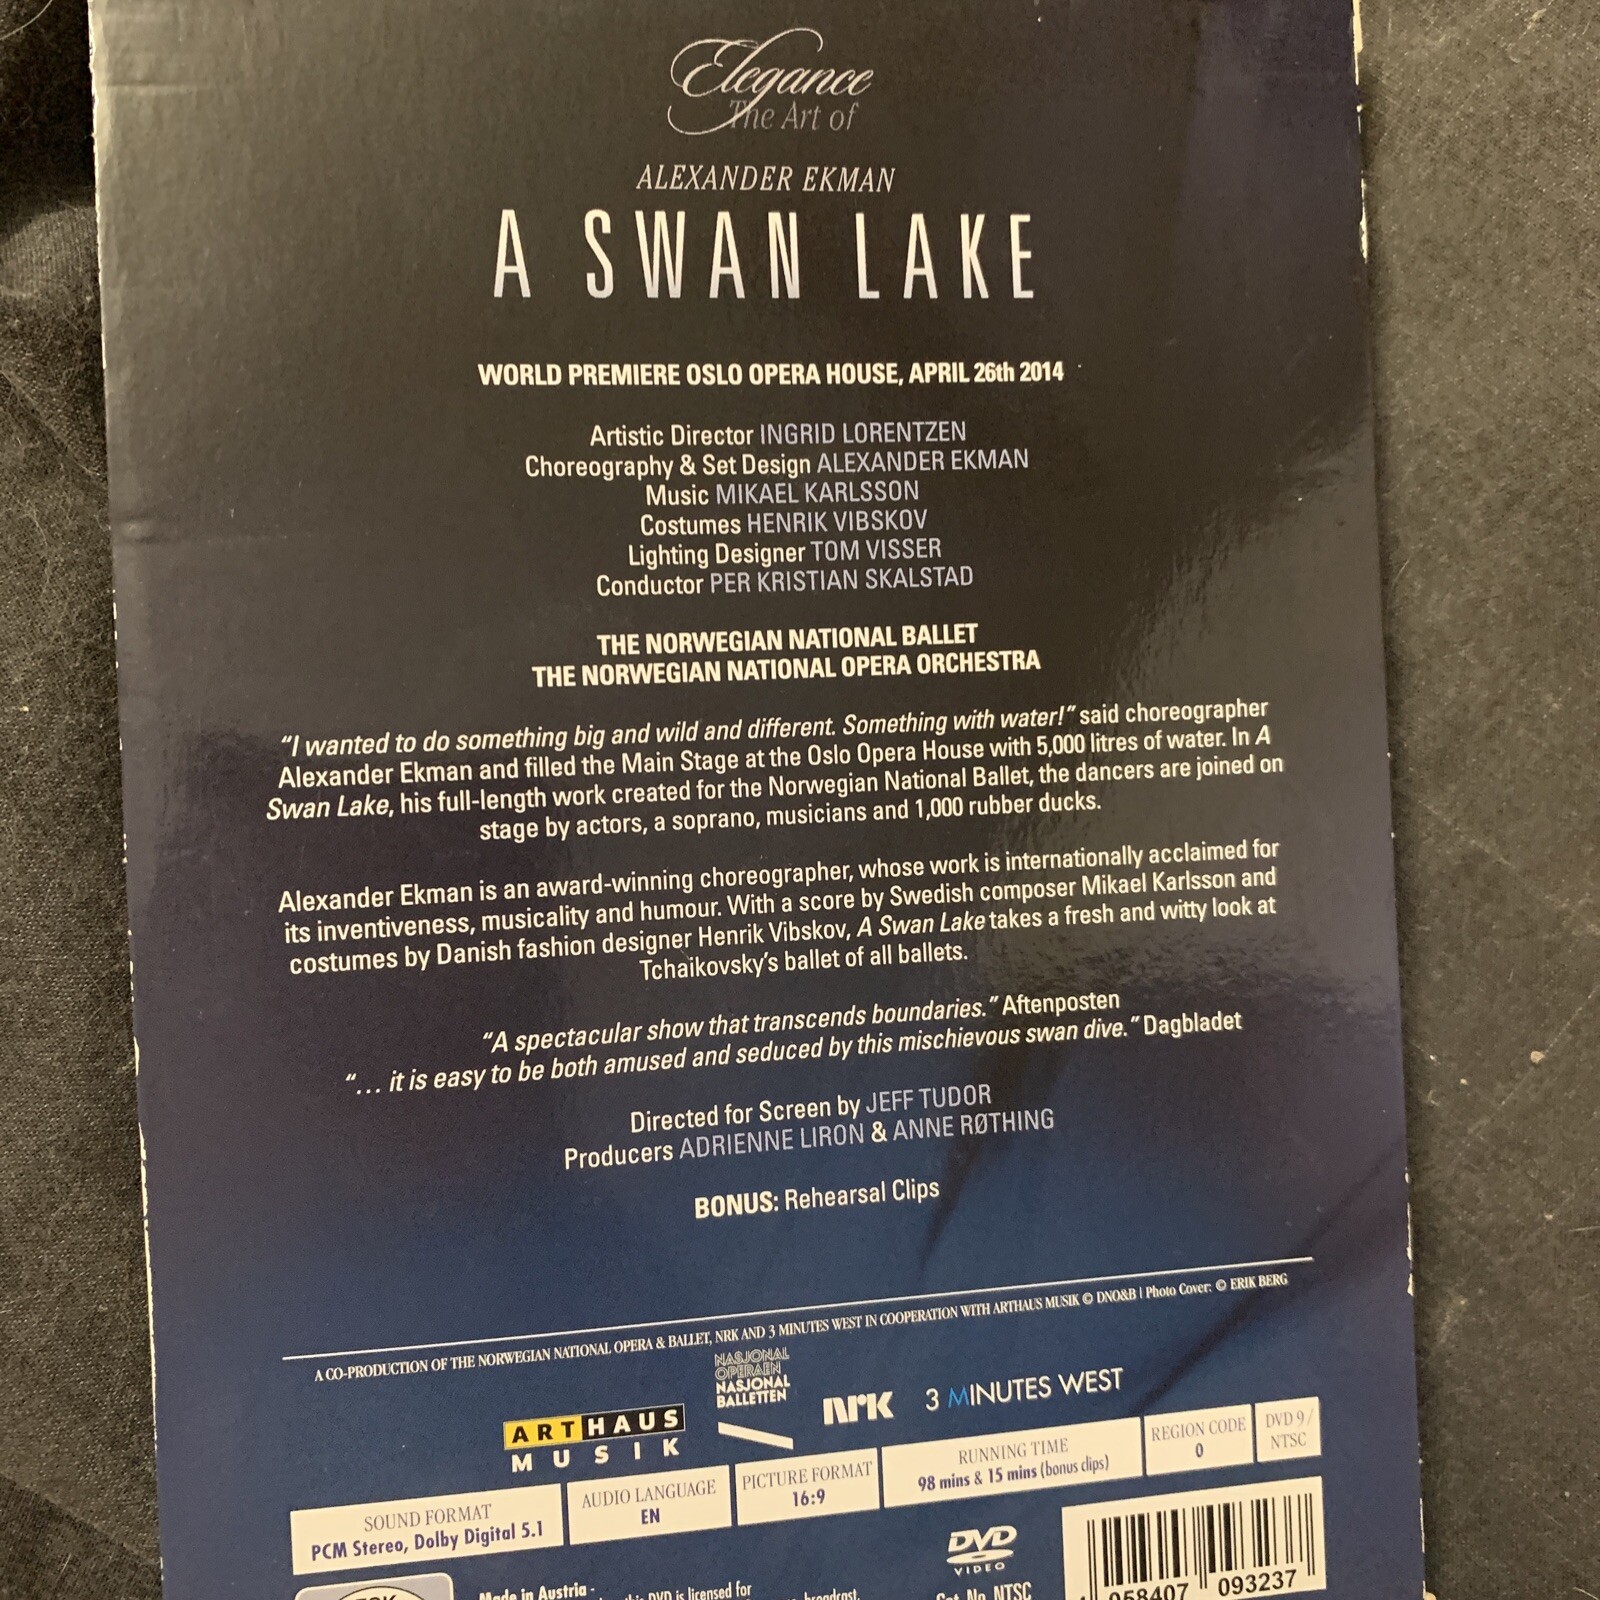 Elegance
The Art of
ALEXANDER EKMAN
A SWAN LAKE
WORLD PREMIERE OSLO OPERA HOUSE, APRIL 26th 2014
Artistic Director INGRID LORENTZEN
Choreography & Set Design ALEXANDER EKMAN
Music MIKAEL KARLSSON
Costumes HENRIK VIBSKOV
Lighting Designer TOM VISSER
Conductor PER KRISTIAN SKALSTAD
THE NORWEGIAN NATIONAL BALLET
THE NORWEGIAN NATIONAL OPERA ORCHESTRA
“I wanted to do something big and wild and different. Something with water!” said choreographer
Alexander Ekman and filled the Main Stage at the Oslo Opera House with 5,000 litres of water. In A
Swan Lake, his full-length work created for the Norwegian National Ballet, the dancers are joined on
stage by actors, a soprano, musicians and 1,000 rubber ducks.
Alexander Ekman is an award-winning choreographer, whose work is internationally acclaimed for
its inventiveness, musicality and humour. With a score by Swedish composer Mikael Karlsson and
costumes by Danish fashion designer Henrik Vibskov, A Swan Lake takes a fresh and witty look at
Tchaikovsky's ballet of all ballets.
“A spectacular show that transcends boundaries.” Aftenposten
“... it is easy to be both amused and seduced by this mischievous swan dive.” Dagbladet
Directed for Screen by JEFF TUDOR
Producers ADRIENNE LIRON & ANNE RØTHING
BONUS: Rehearsal Clips
A CO-PRODUCTION OF THE NORWEGIAN NATIONAL OPERA & BALLET, NRK AND 3 MINUTES WEST IN COOPERATION WITH ARTHAUS MUSIK © DNO&B | Photo Cover: © ERIK BERG
ARTHAUS
MUSIK
NASJONAL
OPERAEN
NASJONAL
BALLETTEN
NRK
3 MINUTES WEST
SOUND FORMAT
PCM Stereo, Dolby Digital 5.1
AUDIO LANGUAGE
EN
PICTURE FORMAT
16:9
RUNNING TIME
98 mins & 15 mins (bonus clips)
REGION CODE
0
DVD 9 /
NTSC
DVD
VIDEO
Made in Austria -
this DVD is licensed for
broadcast,
Cat. No. NTSC
4 058407 093237